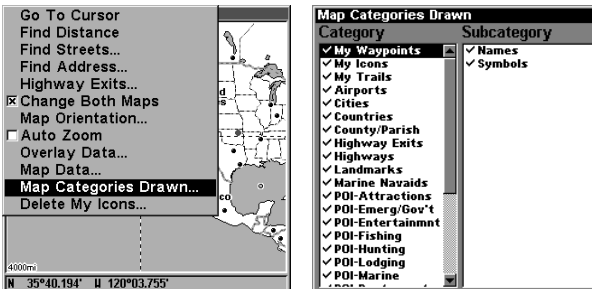 Go To Cursor
Find Distance
Find Streets...
Find Address...
Highway Exits...
Change Both Maps
Map Orientation...
Auto Zoom
Overlay Data...
Map Data...
Map Categories Drawn...
Delete My Icons...
4000mi
N 35°40.194' W 120°03.755'
Map Categories Drawn
Category Subcategory
My Waypoints
My Icons
My Trails
Airports
Cities
Countries
County/Parish
Highway Exits
Highways
Landmarks
Marine Navaids
POI-Attractions
POI-Emerg/Gov't
POI-Entertainmnt
POI-Fishing
POI-Hunting
POI-Lodging
POI-Marine
Names
Symbols